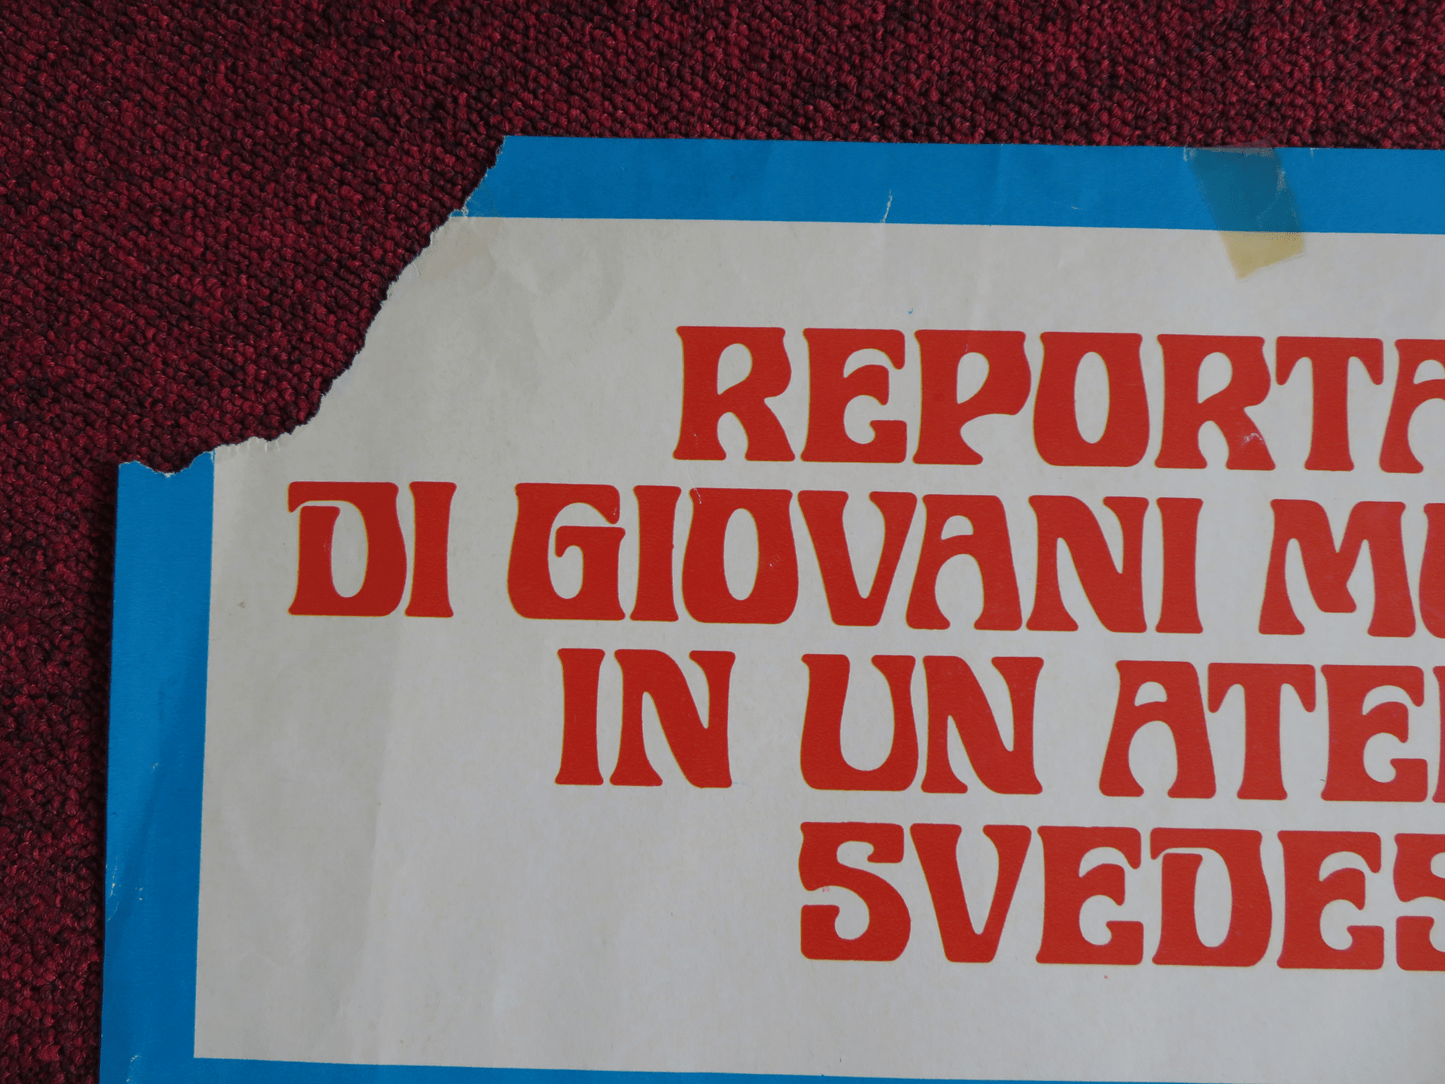 REPORTA
DI GIOVANI M
IN UN ATE
SVEDES